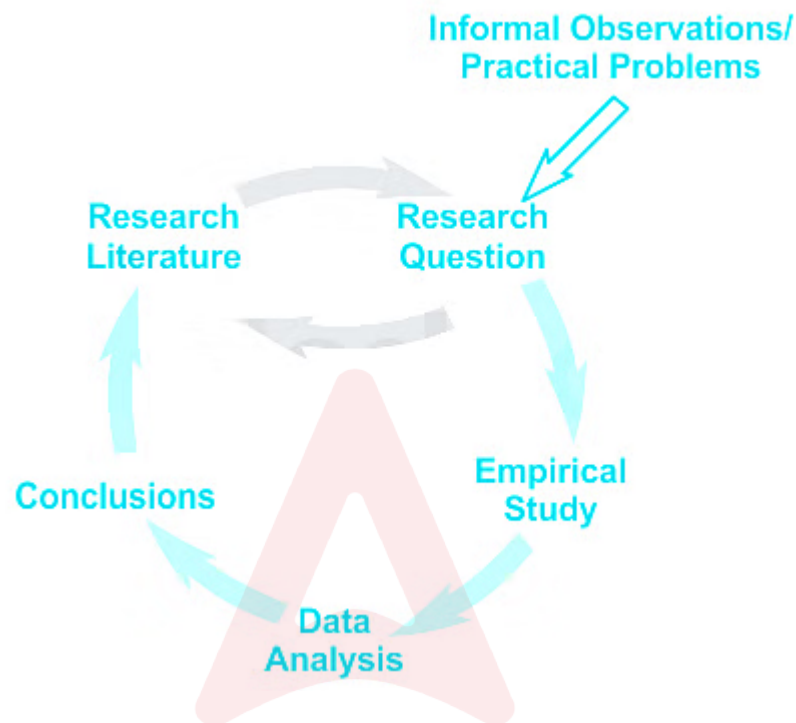 Informal Observations/
Practical Problems
Research
Literature
Research
Question
Empirical
Study
Conclusions
Data
Analysis